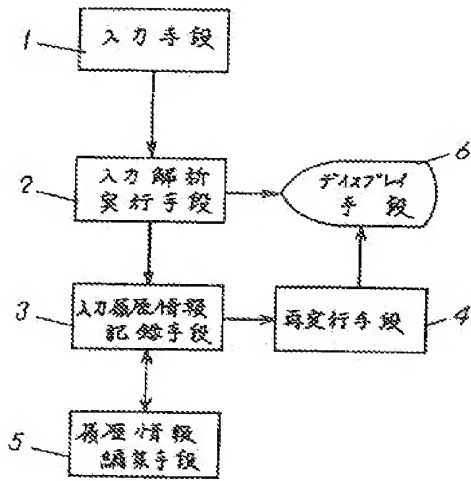 1
入力手段
2
入力解析
実行手段
6
ディスプレイ
手段
3
入力履歴情報
記録手段
再実行手段
4
5
履歴情報
編集手段